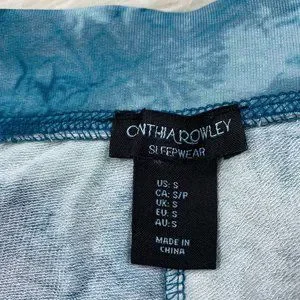 CYNTHIA ROWLEY
SLEEPWEAR
US: S
CA: S/P
UK: S
EU: S
AU: S
MADE IN
CHINA